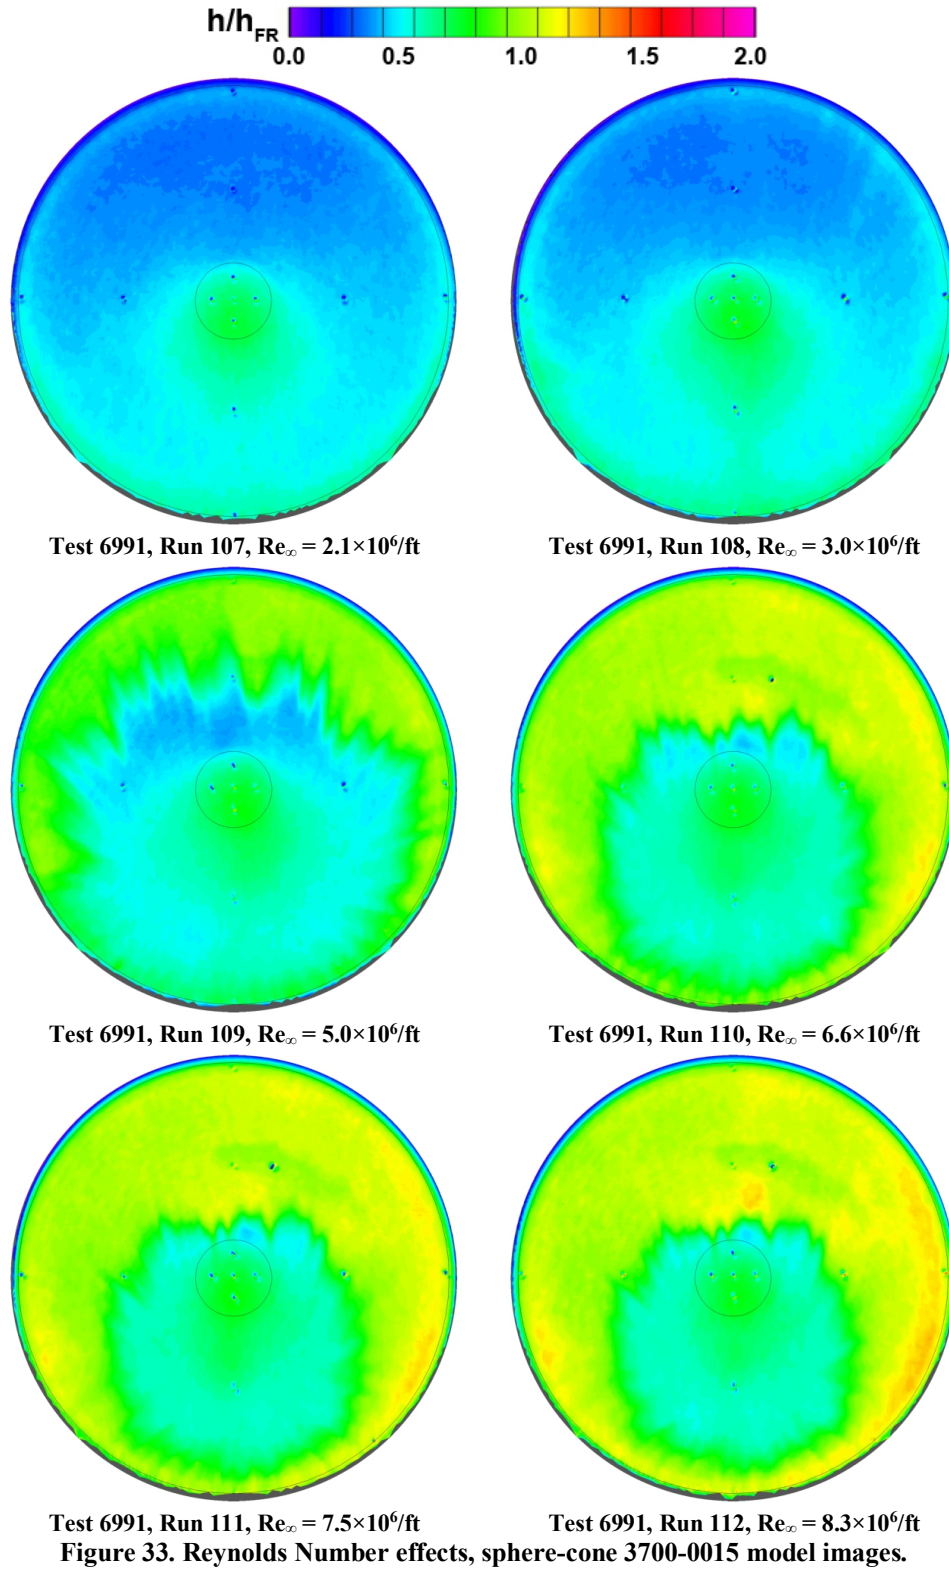 h/hFR
0.0 0.5 1.0 1.5 2.0
Test 6991, Run 107, Re∞ = 2.1×10⁶/ft
Test 6991, Run 108, Re∞ = 3.0×10⁶/ft
Test 6991, Run 109, Re∞ = 5.0×10⁶/ft
Test 6991, Run 110, Re∞ = 6.6×10⁶/ft
Test 6991, Run 111, Re∞ = 7.5×10⁶/ft
Test 6991, Run 112, Re∞ = 8.3×10⁶/ft
Figure 33. Reynolds Number effects, sphere-cone 3700-0015 model images.